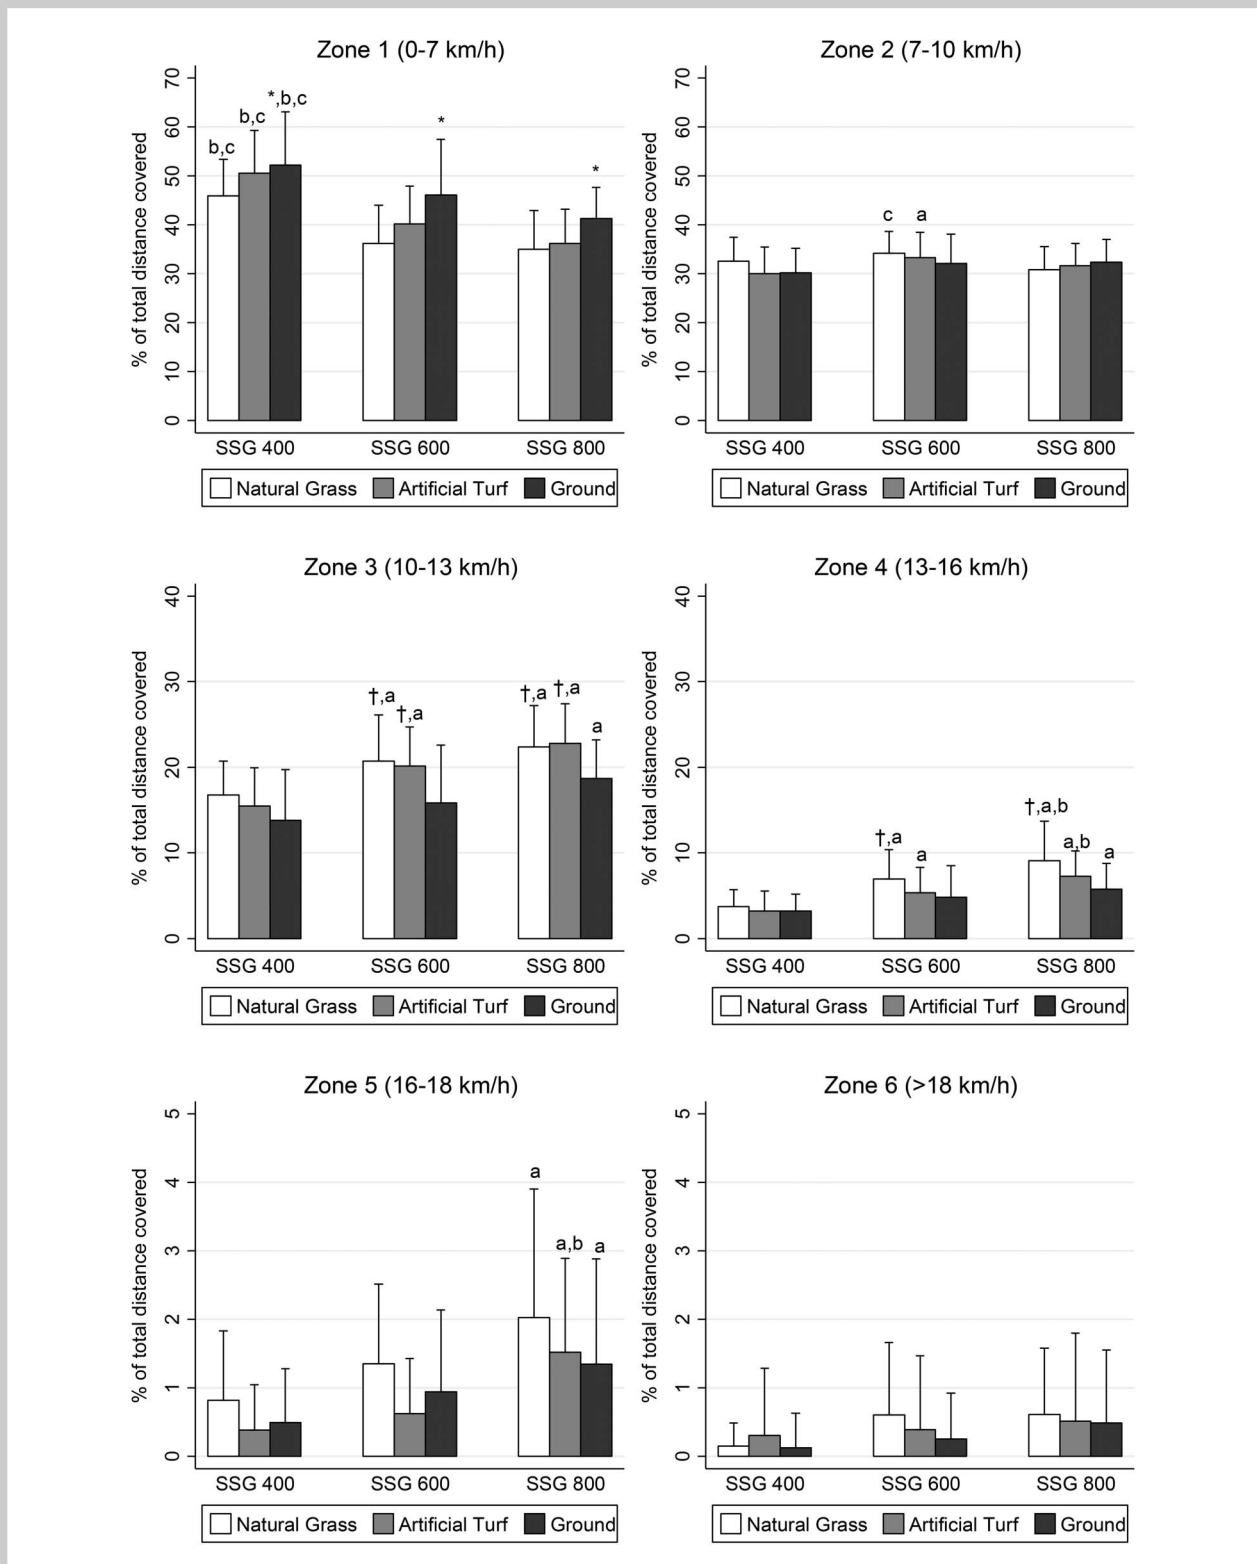 Zone 1 (0-7 km/h)
% of total distance covered
70
60
50
40
30
20
10
0
b,c
b,c
*,b,c
*
*
SSG 400 SSG 600 SSG 800
Natural Grass Artificial Turf Ground
Zone 2 (7-10 km/h)
% of total distance covered
70
60
50
40
30
20
10
0
c a
SSG 400 SSG 600 SSG 800
Natural Grass Artificial Turf Ground
Zone 3 (10-13 km/h)
% of total distance covered
40
30
20
10
0
†,a
†,a
†,a
†,a
a
SSG 400 SSG 600 SSG 800
Natural Grass Artificial Turf Ground
Zone 4 (13-16 km/h)
% of total distance covered
40
30
20
10
0
†,a
a
†,a,b
a,b
a
SSG 400 SSG 600 SSG 800
Natural Grass Artificial Turf Ground
Zone 5 (16-18 km/h)
% of total distance covered
5
4
3
2
1
0
a
a,b
a
SSG 400 SSG 600 SSG 800
Natural Grass Artificial Turf Ground
Zone 6 (>18 km/h)
% of total distance covered
5
4
3
2
1
0
SSG 400 SSG 600 SSG 800
Natural Grass Artificial Turf Ground